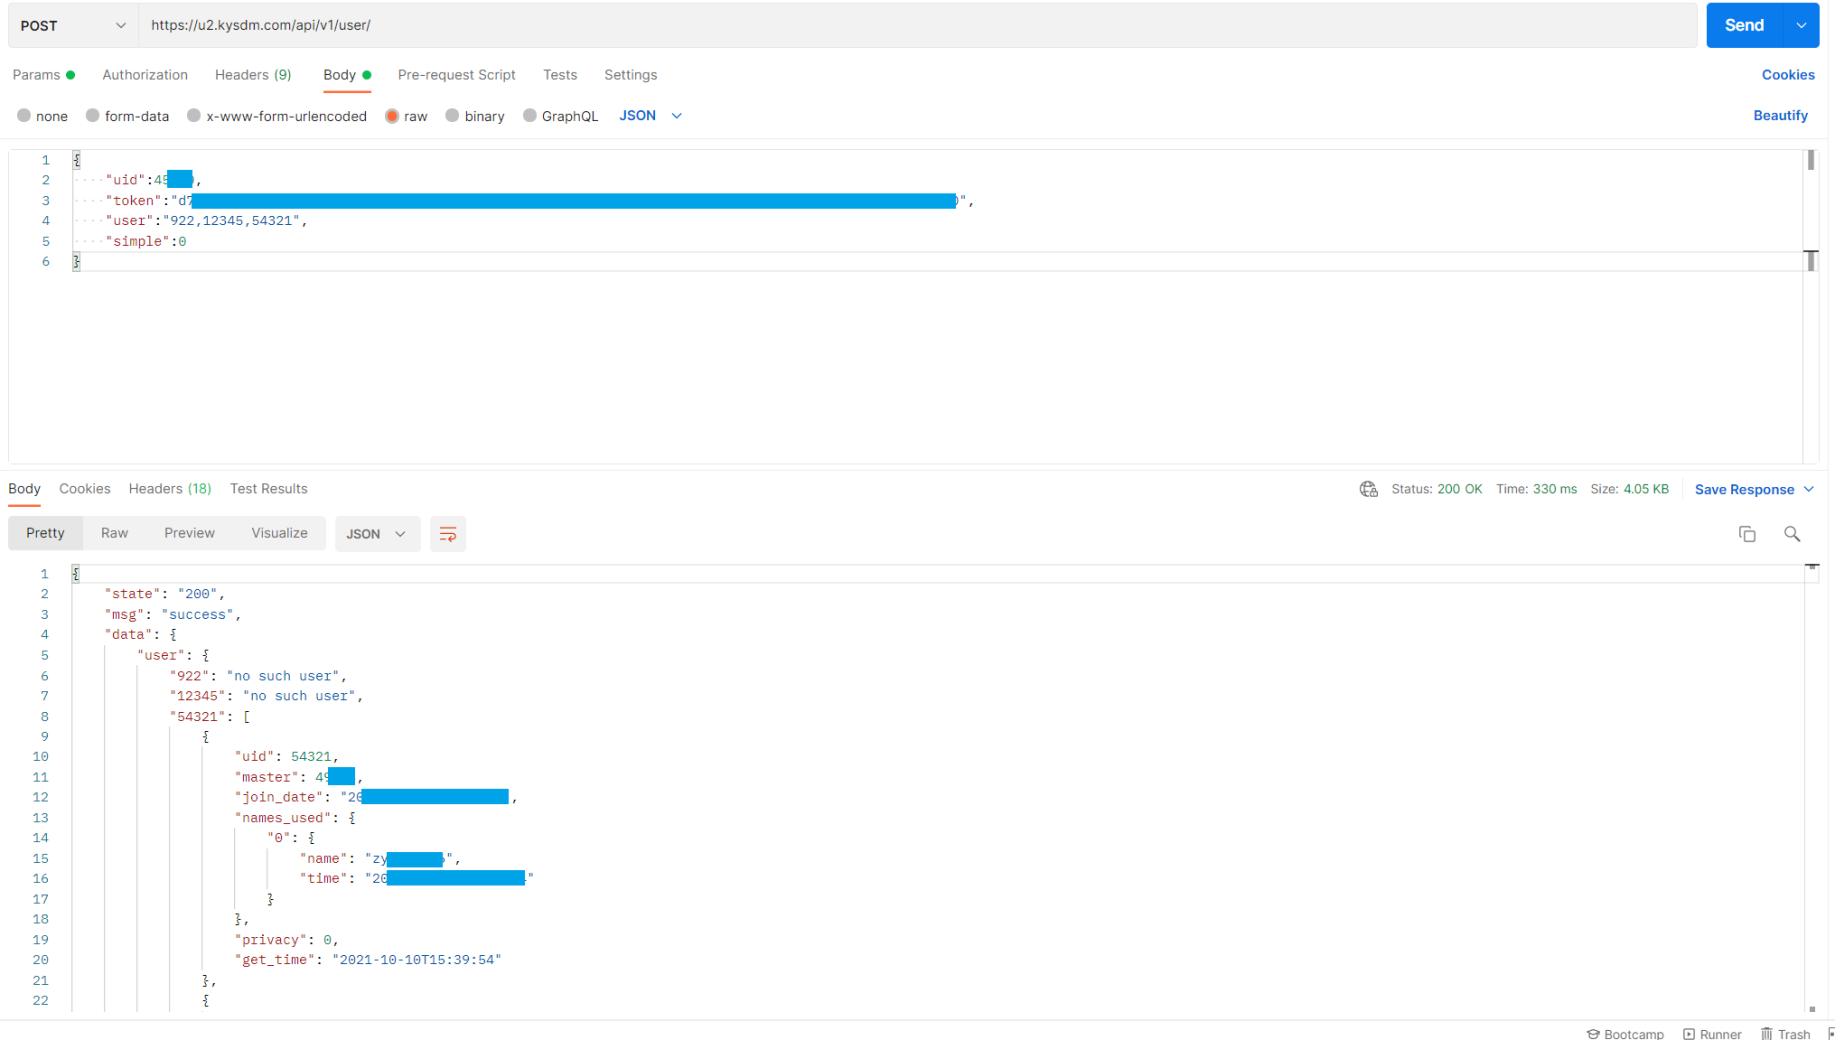 POST https://u2.kysdm.com/api/v1/user/ Send
Params Authorization Headers (9) Body Pre-request Script Tests Settings Cookies
none form-data x-www-form-urlencoded raw binary GraphQL JSON Beautify
1 {
2 "uid":45 ,
3 "token":"d7 ",
4 "user":"922,12345,54321",
5 "simple":0
6 }
Body Cookies Headers (18) Test Results Status: 200 OK Time: 330 ms Size: 4.05 KB Save Response
Pretty Raw Preview Visualize JSON
1 {
2 "state": "200",
3 "msg": "success",
4 "data": {
5 "user": {
6 "922": "no such user",
7 "12345": "no such user",
8 "54321": [
9 {
10 "uid": 54321,
11 "master": 49 ,
12 "join_date": "20 ,
13 "names_used": {
14 "0": {
15 "name": "zy ",
16 "time": "20 "
17 }
18 },
19 "privacy": 0,
20 "get_time": "2021-10-10T15:39:54"
21 },
22 {
Bootcamp Runner Trash